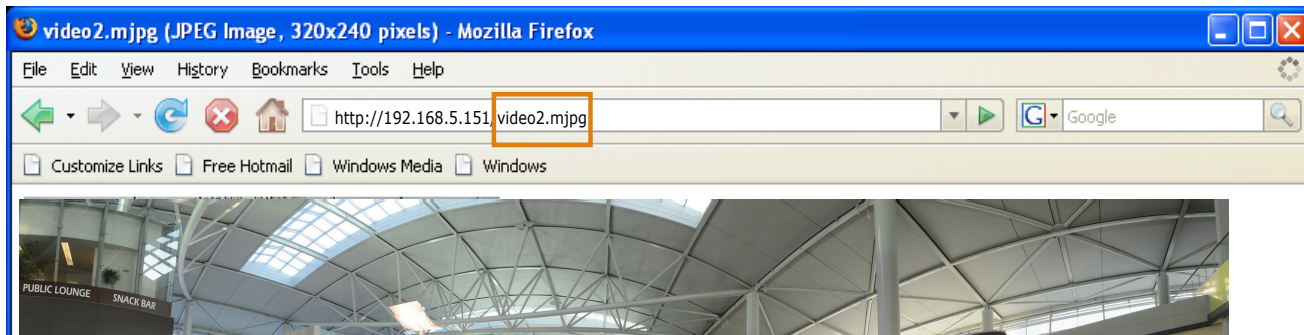 video2.mjpg (JPEG Image, 320x240 pixels) - Mozilla Firefox
File Edit View History Bookmarks Tools Help
http://192.168.5.151/video2.mjpg G Google
Customize Links Free Hotmail Windows Media Windows
PUBLIC LOUNGE SNACK BAR